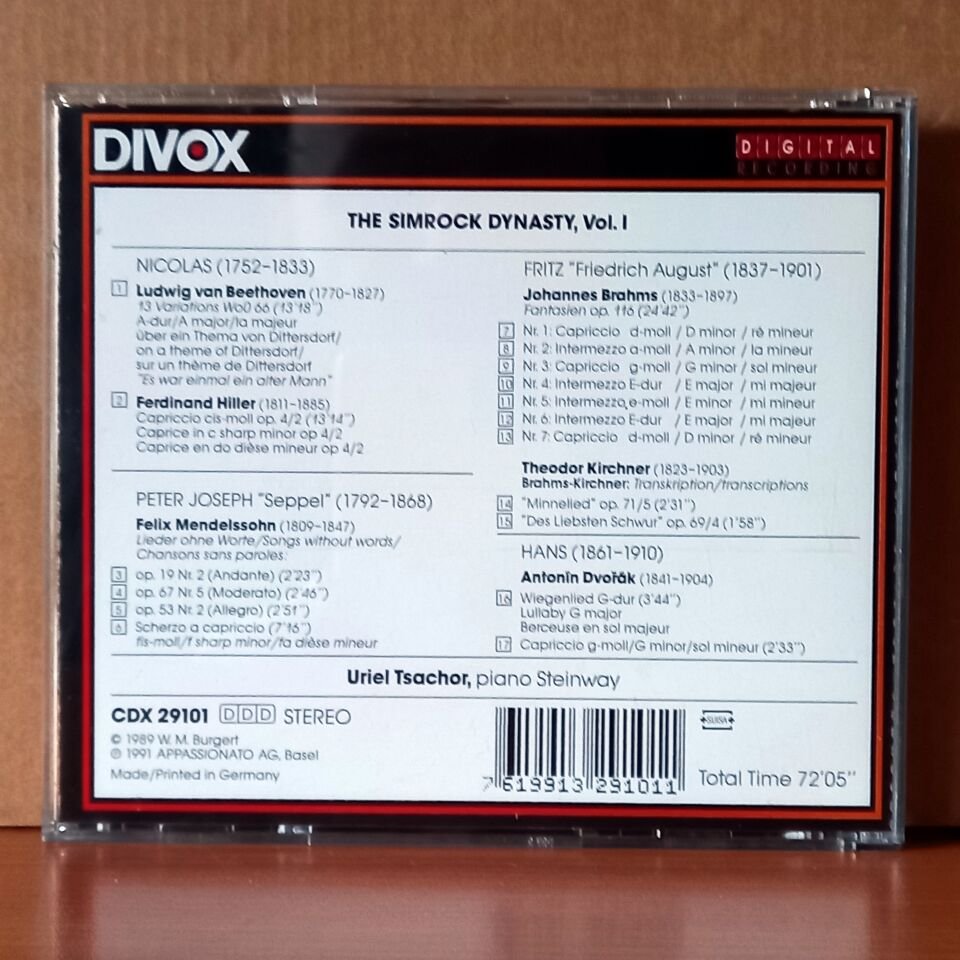 DIVOX
DIGITAL
RECORDING
THE SIMROCK DYNASTY, Vol. I
NICOLAS (1752-1833)
1 Ludwig van Beethoven (1770-1827)
13 Variations WoO 66 (13'18")
A-dur/A major/la majeur
über ein Thema von Dittersdorf/
on a theme of Dittersdorf/
sur un thème de Dittersdorf
"Es war einmal ein alter Mann"
2 Ferdinand Hiller (1811-1885)
Capriccio cis-moll op. 4/2 (13'14")
Caprice in c sharp minor op 4/2
Caprice en do dièse mineur op 4/2
PETER JOSEPH "Seppel" (1792-1868)
Felix Mendelssohn (1809-1847)
Lieder ohne Worte/Songs without words/
Chansons sans paroles:
3 op. 19 Nr. 2 (Andante) (2'23")
4 op. 67 Nr. 5 (Moderato) (2'46")
5 op. 53 Nr. 2 (Allegro) (2'51")
6 Scherzo a capriccio (7'16")
fis-moll/f sharp minor/fa dièse mineur
FRITZ "Friedrich August" (1837-1901)
Johannes Brahms (1833-1897)
Fantasien op. 116 (24'42")
7 Nr. 1: Capriccio d-moll / D minor / ré mineur
8 Nr. 2: Intermezzo a-moll / A minor / la mineur
9 Nr. 3: Capriccio g-moll / G minor / sol mineur
10 Nr. 4: Intermezzo E-dur / E major / mi majeur
11 Nr. 5: Intermezzo e-moll / E minor / mi mineur
12 Nr. 6: Intermezzo E-dur / E major / mi majeur
13 Nr. 7: Capriccio d-moll / D minor / ré mineur
Theodor Kirchner (1823-1903)
Brahms-Kirchner: Transkription/transcriptions
14 "Minnelied" op. 71/5 (2'31")
15 "Des Liebsten Schwur" op. 69/4 (1'58")
HANS (1861-1910)
Antonîn Dvořák (1841-1904)
16 Wiegenlied G-dur (3'44")
Lullaby G major
Berceuse en sol majeur
17 Capriccio g-moll/G minor/sol mineur (2'33")
Uriel Tsachor, piano Steinway
CDX 29101 DDD STEREO
© 1989 W. M. Burgert
℗ 1991 APPASSIONATO AG, Basel
Made/Printed in Germany
7 619913 291011
SUISA
Total Time 72'05"